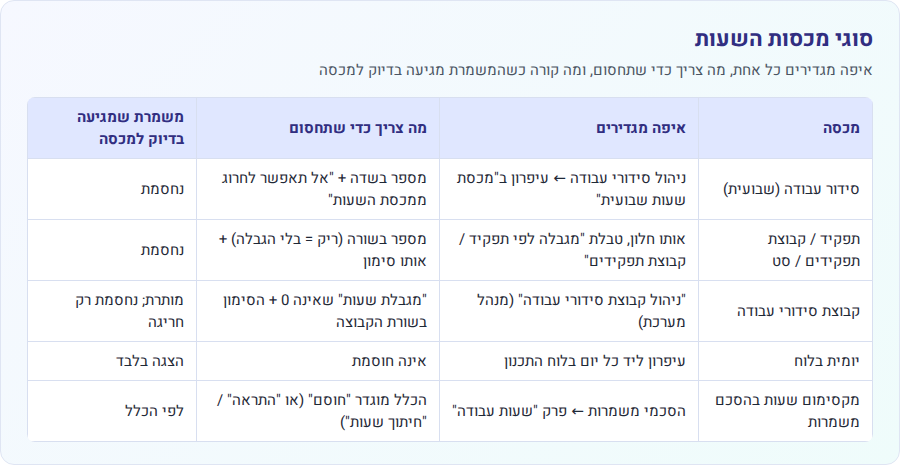 סוגי מכסות השעות
איפה מגדירים כל אחת, מה צריך כדי שתחסום, ומה קורה כשהמשמרת מגיעה בדיוק למכסה
מכסה
איפה מגדירים
מה צריך כדי שתחסום
משמרת שמגיעה
בדיוק למכסה
סידור עבודה (שבועית)
ניהול סידורי עבודה ← עיפרון ב"מכסת
שעות שבועית"
מספר בשדה + "אל תאפשר לחרוג
ממכסת השעות"
נחסמת
תפקיד / קבוצת
תפקידים / סט
אותו חלון, טבלת "מגבלה לפי תפקיד /
קבוצת תפקידים"
מספר בשורה (ריק = בלי הגבלה) +
אותו סימון
נחסמת
קבוצת סידורי עבודה
"ניהול קבוצת סידורי עבודה" (מנהל
מערכת)
"מגבלת שעות" שאינה 0 + הסימון
בשורת הקבוצה
מותרת; נחסמת רק
חריגה
יומית בלוח
עיפרון ליד כל יום בלוח התכנון
אינה חוסמת
הצגה בלבד
מקסימום שעות בהסכם
משמרות
הסכמי משמרות ← פרק "שעות עבודה"
הכלל מוגדר "חוסם" (או "התראה" /
"חיתוך שעות")
לפי הכלל